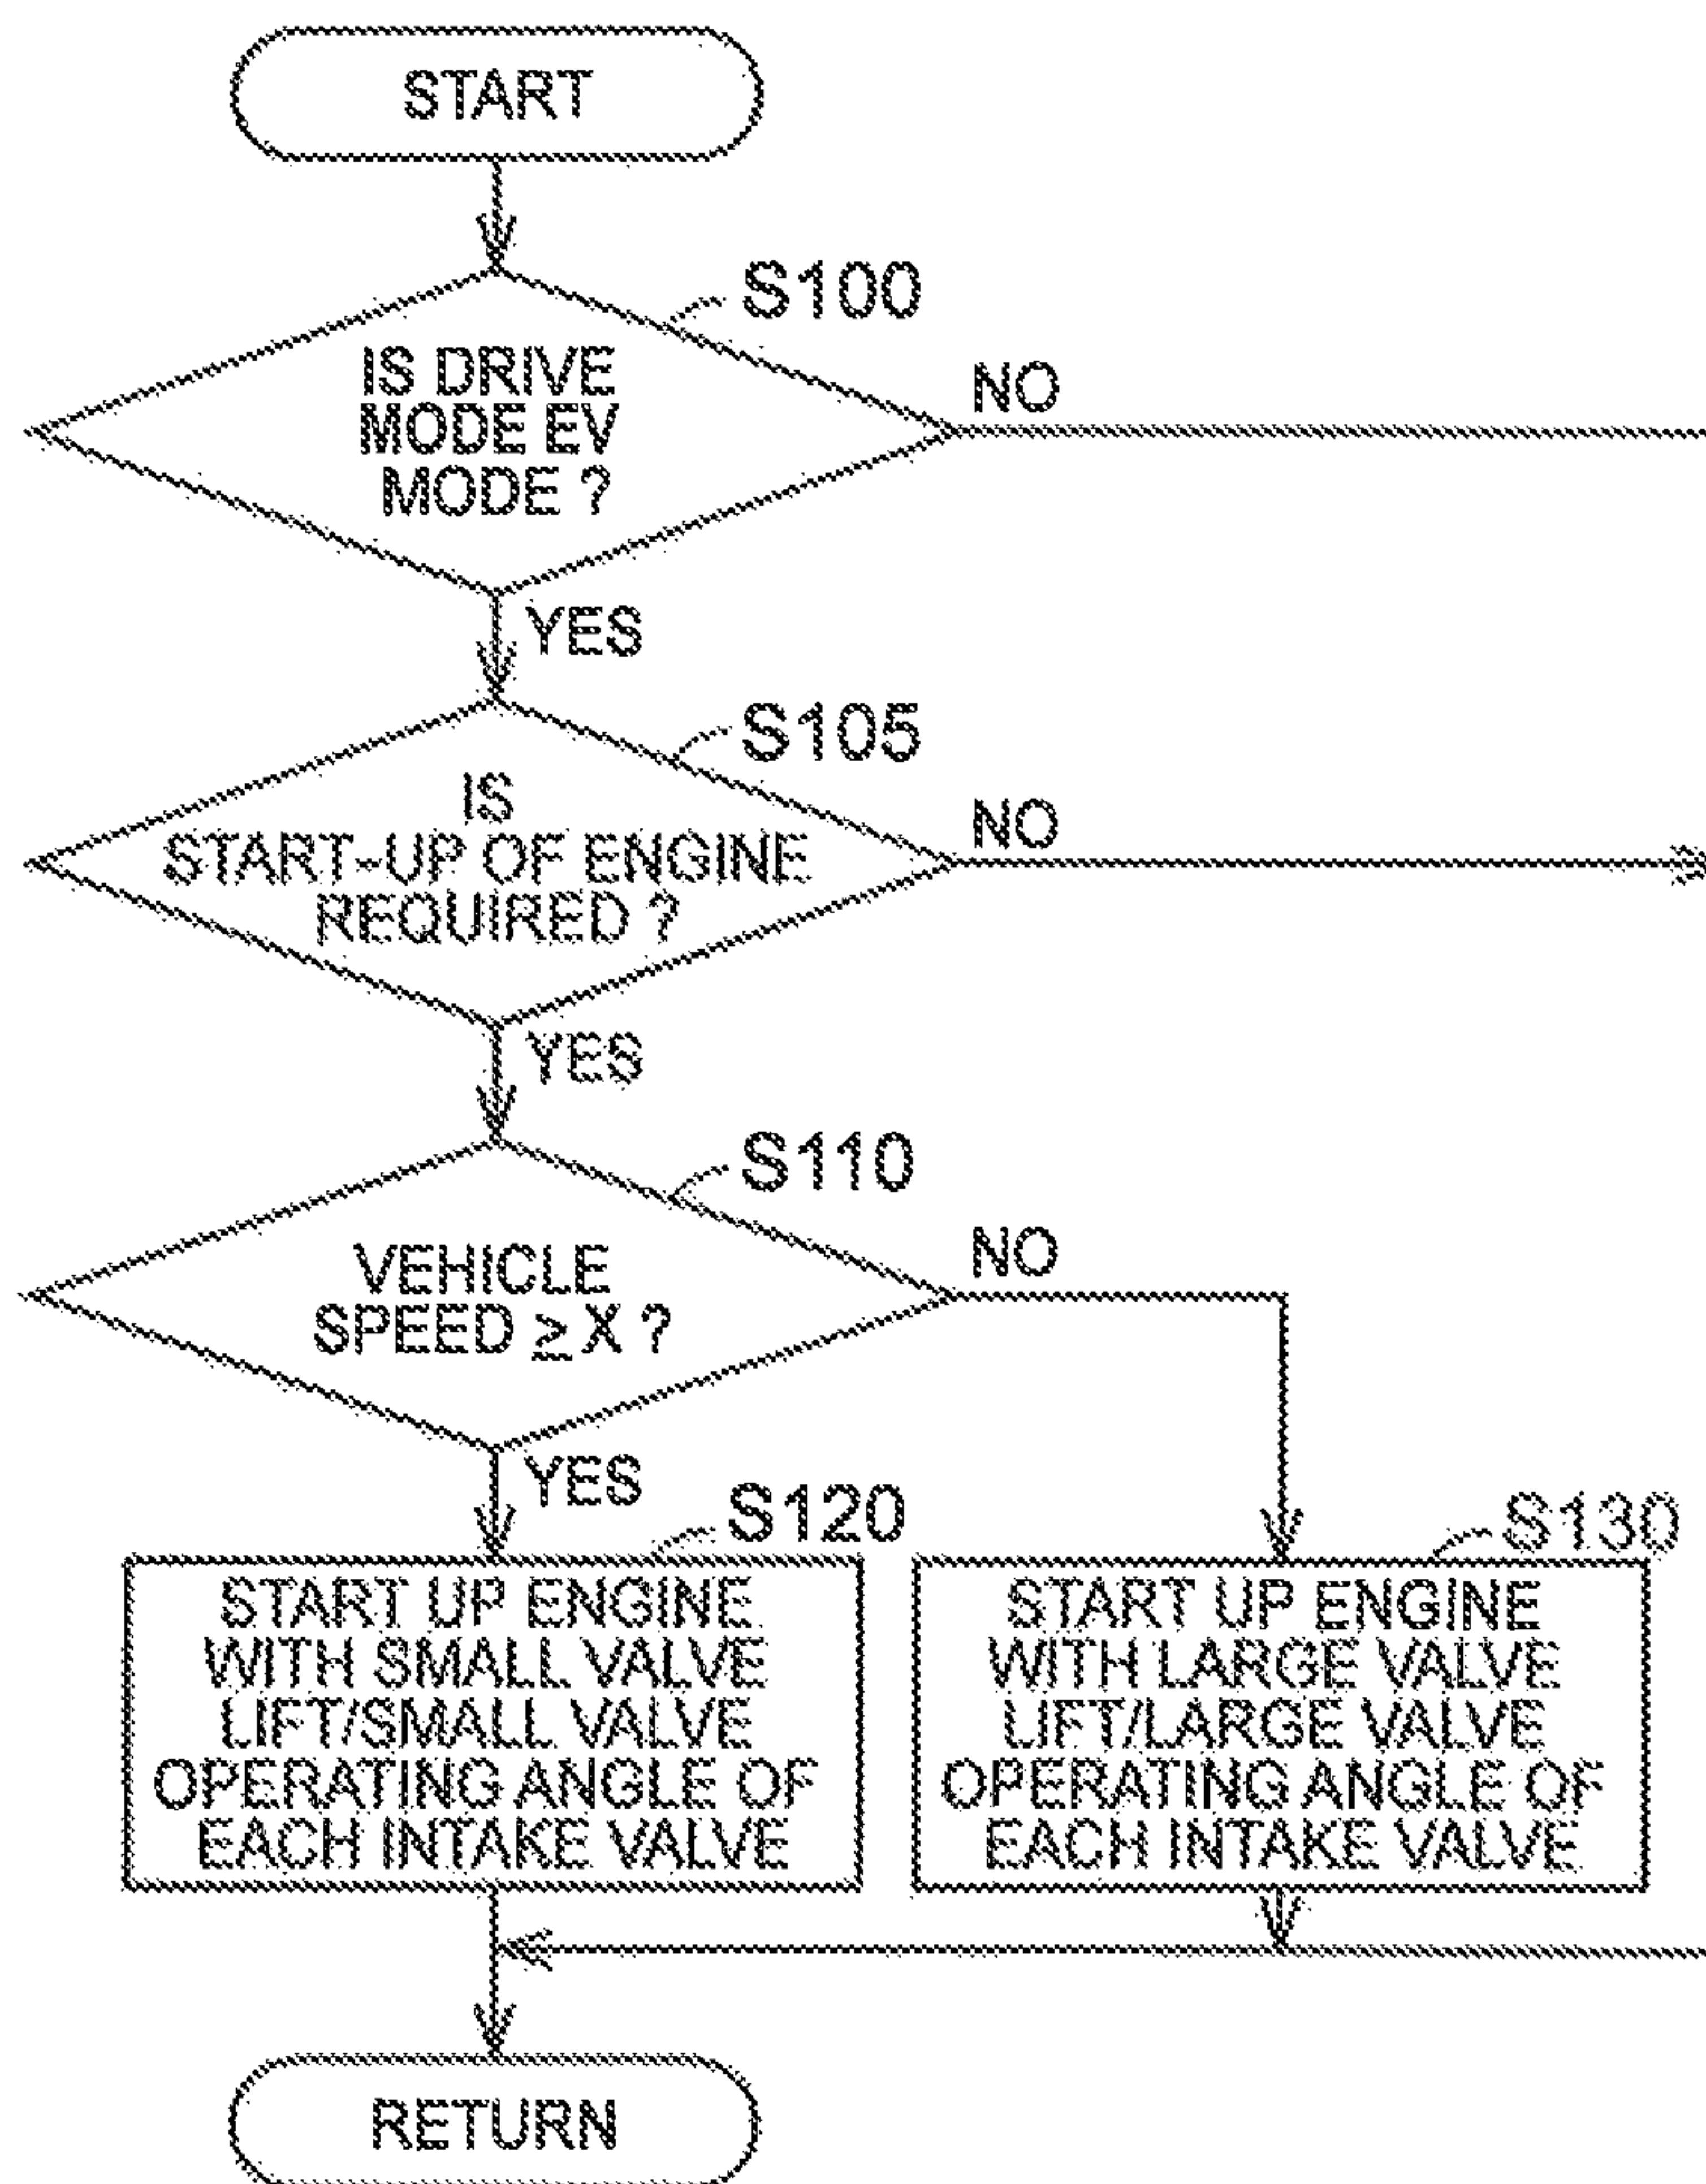 START
S100
IS DRIVE
MODE EV
MODE ?
NO
YES
S105
IS
START-UP OF ENGINE
REQUIRED ?
NO
YES
S110
VEHICLE
SPEED ≥ X ?
NO
YES
S120
START UP ENGINE
WITH SMALL VALVE
LIFT/SMALL VALVE
OPERATING ANGLE OF
EACH INTAKE VALVE
S130
START UP ENGINE
WITH LARGE VALVE
LIFT/LARGE VALVE
OPERATING ANGLE OF
EACH INTAKE VALVE
RETURN